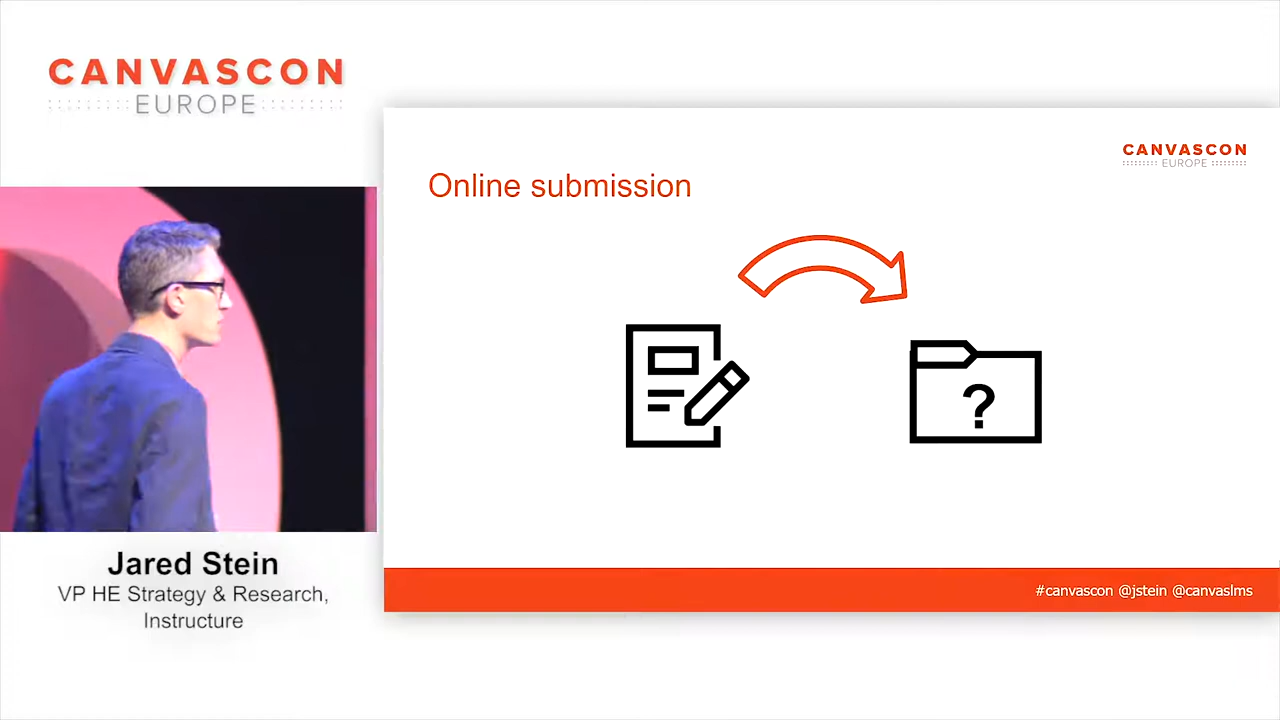 CANVASCON
EUROPE
CANVASCON
EUROPE
Online submission
?
Jared Stein
VP HE Strategy & Research,
Instructure
#canvascon @jstein @canvaslms